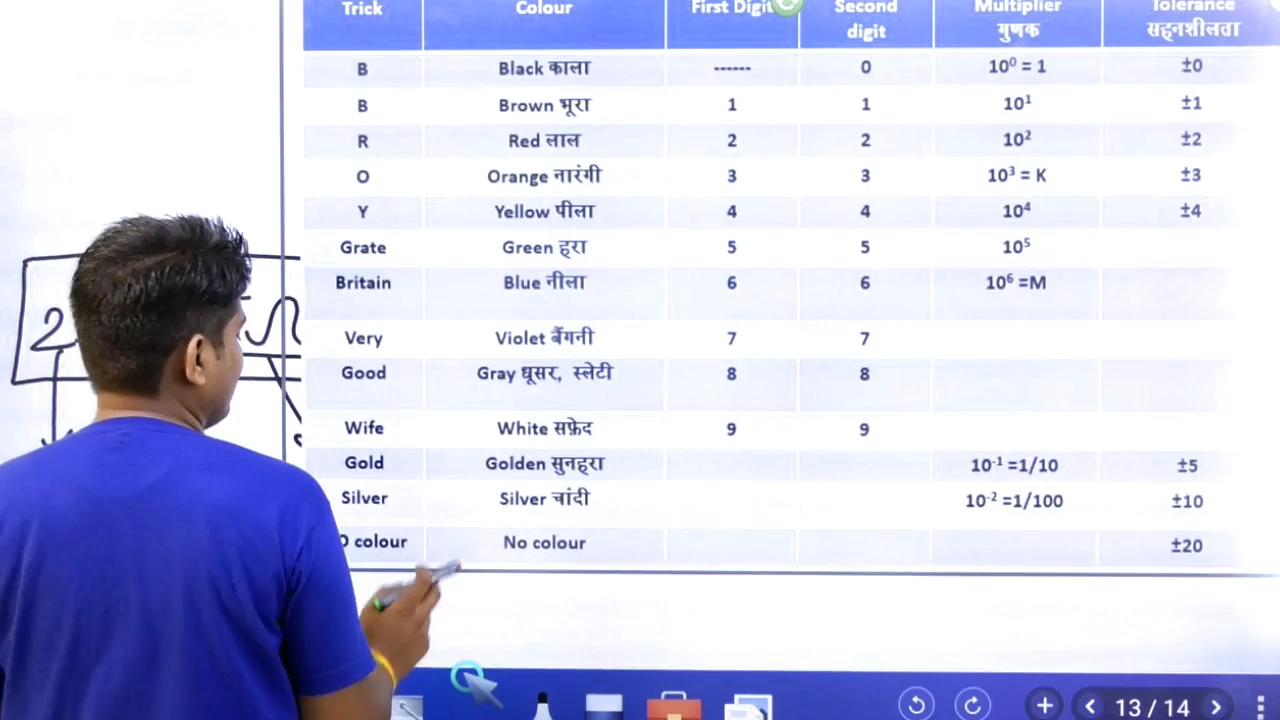 Trick Colour First Digit Second digit Multiplier गुणक Tolerance सहनशीलता
B Black काला ------ 0 10⁰ = 1 ±0
B Brown भूरा 1 1 10¹ ±1
R Red लाल 2 2 10² ±2
O Orange नारंगी 3 3 10³ = K ±3
Y Yellow पीला 4 4 10⁴ ±4
Grate Green हरा 5 5 10⁵
Britain Blue नीला 6 6 10⁶ =M
Very Violet बैंगनी 7 7
Good Gray धूसर, स्लेटी 8 8
Wife White सफ़ेद 9 9
Gold Golden सुनहरा 10⁻¹ =1/10 ±5
Silver Silver चांदी 10⁻² =1/100 ±10
colour No colour ±20
2 Ω
13 / 14